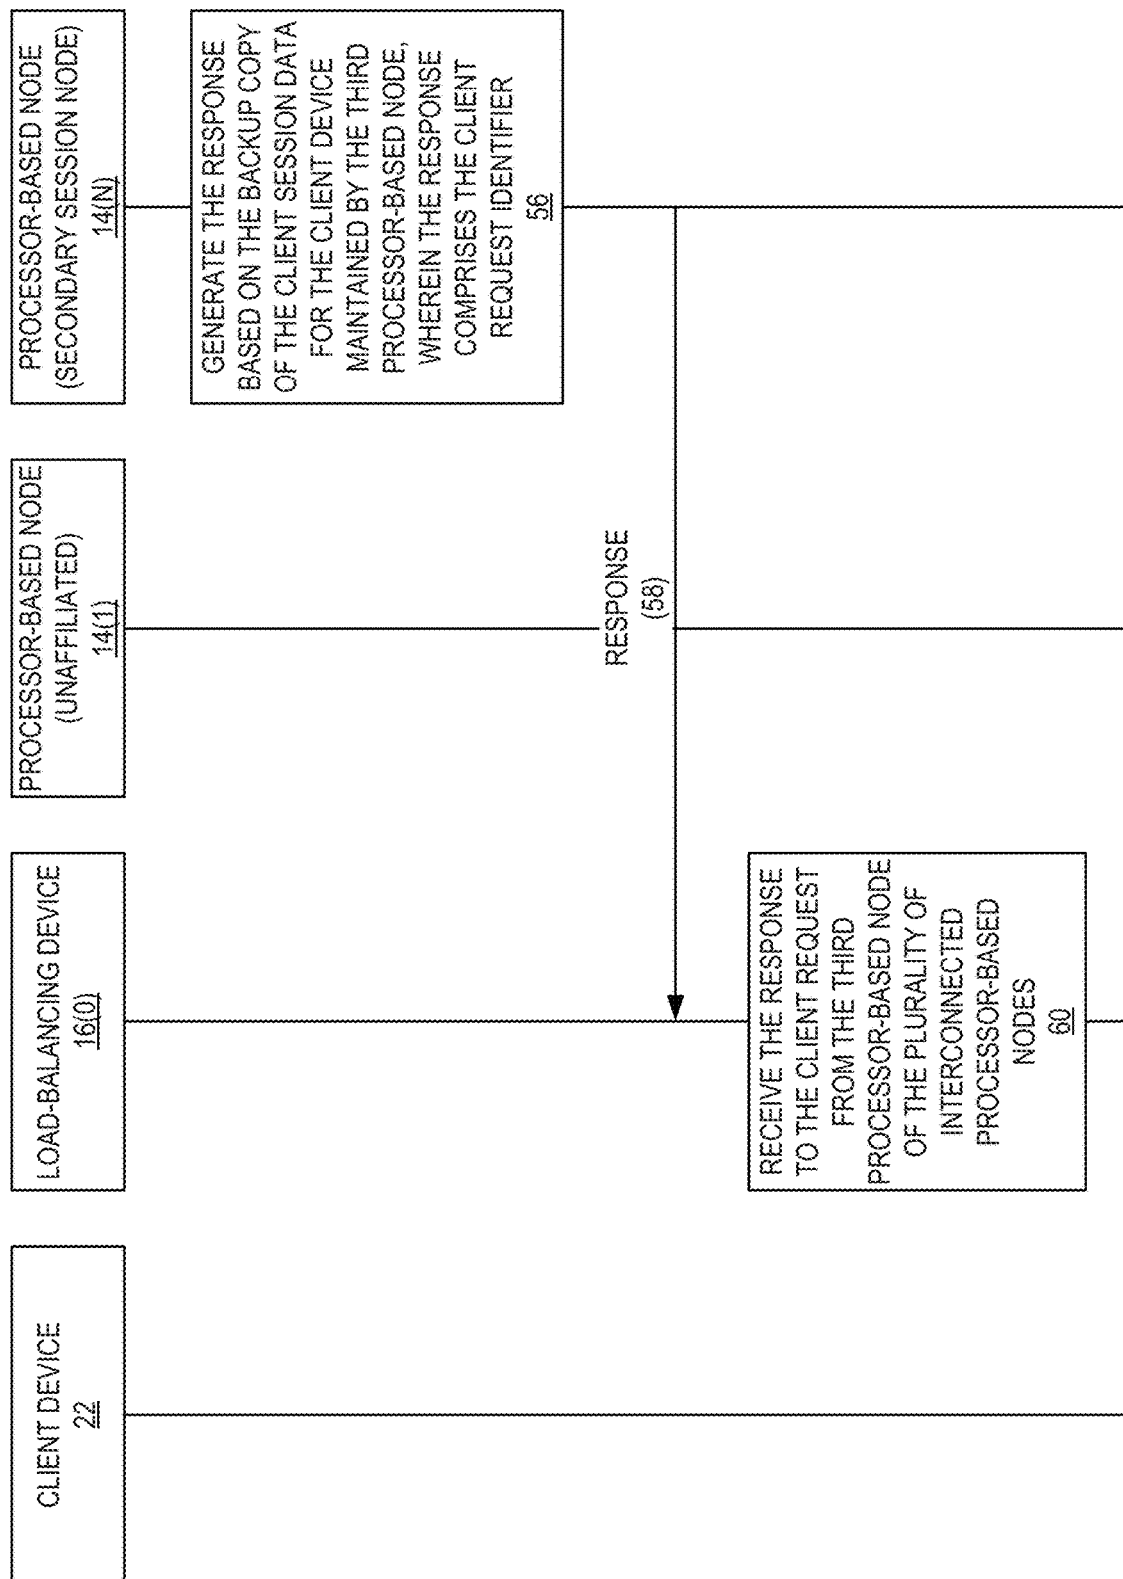 CLIENT DEVICE
22
LOAD-BALANCING DEVICE
16(0)
PROCESSOR-BASED NODE
(UNAFFILIATED)
14(1)
PROCESSOR-BASED NODE
(SECONDARY SESSION NODE)
14(N)
GENERATE THE RESPONSE
BASED ON THE BACKUP COPY
OF THE CLIENT SESSION DATA
FOR THE CLIENT DEVICE
MAINTAINED BY THE THIRD
PROCESSOR-BASED NODE,
WHEREIN THE RESPONSE
COMPRISES THE CLIENT
REQUEST IDENTIFIER
56
RESPONSE
(58)
RECEIVE THE RESPONSE
TO THE CLIENT REQUEST
FROM THE THIRD
PROCESSOR-BASED NODE
OF THE PLURALITY OF
INTERCONNECTED
PROCESSOR-BASED
NODES
60